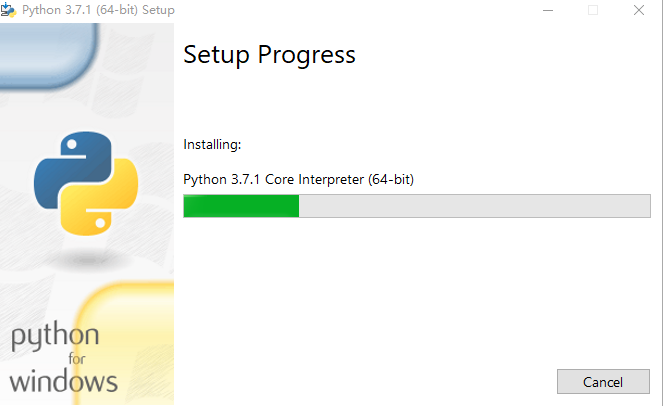 Python 3.7.1 (64-bit) Setup
Setup Progress
Installing:
Python 3.7.1 Core Interpreter (64-bit)
python
for
windows
Cancel